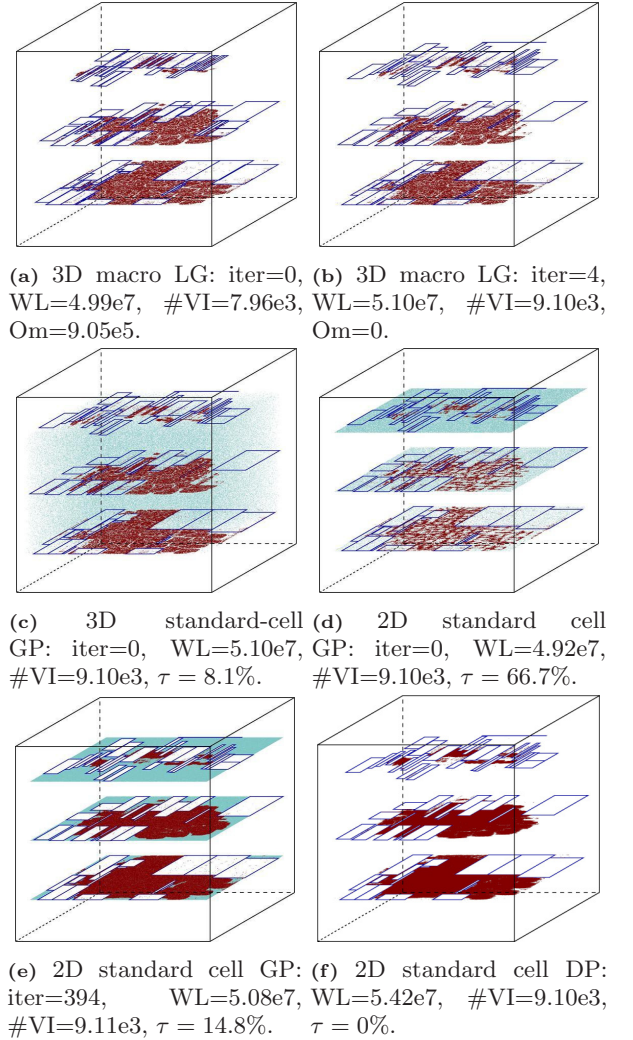 (a) 3D macro LG: iter=0,
WL=4.99e7, #VI=7.96e3,
Om=9.05e5.
(b) 3D macro LG: iter=4,
WL=5.10e7, #VI=9.10e3,
Om=0.
(c) 3D standard-cell
GP: iter=0, WL=5.10e7,
#VI=9.10e3, τ = 8.1%.
(d) 2D standard cell
GP: iter=0, WL=4.92e7,
#VI=9.10e3, τ = 66.7%.
(e) 2D standard cell GP:
iter=394, WL=5.08e7,
#VI=9.11e3, τ = 14.8%.
(f) 2D standard cell DP:
WL=5.42e7, #VI=9.10e3,
τ = 0%.